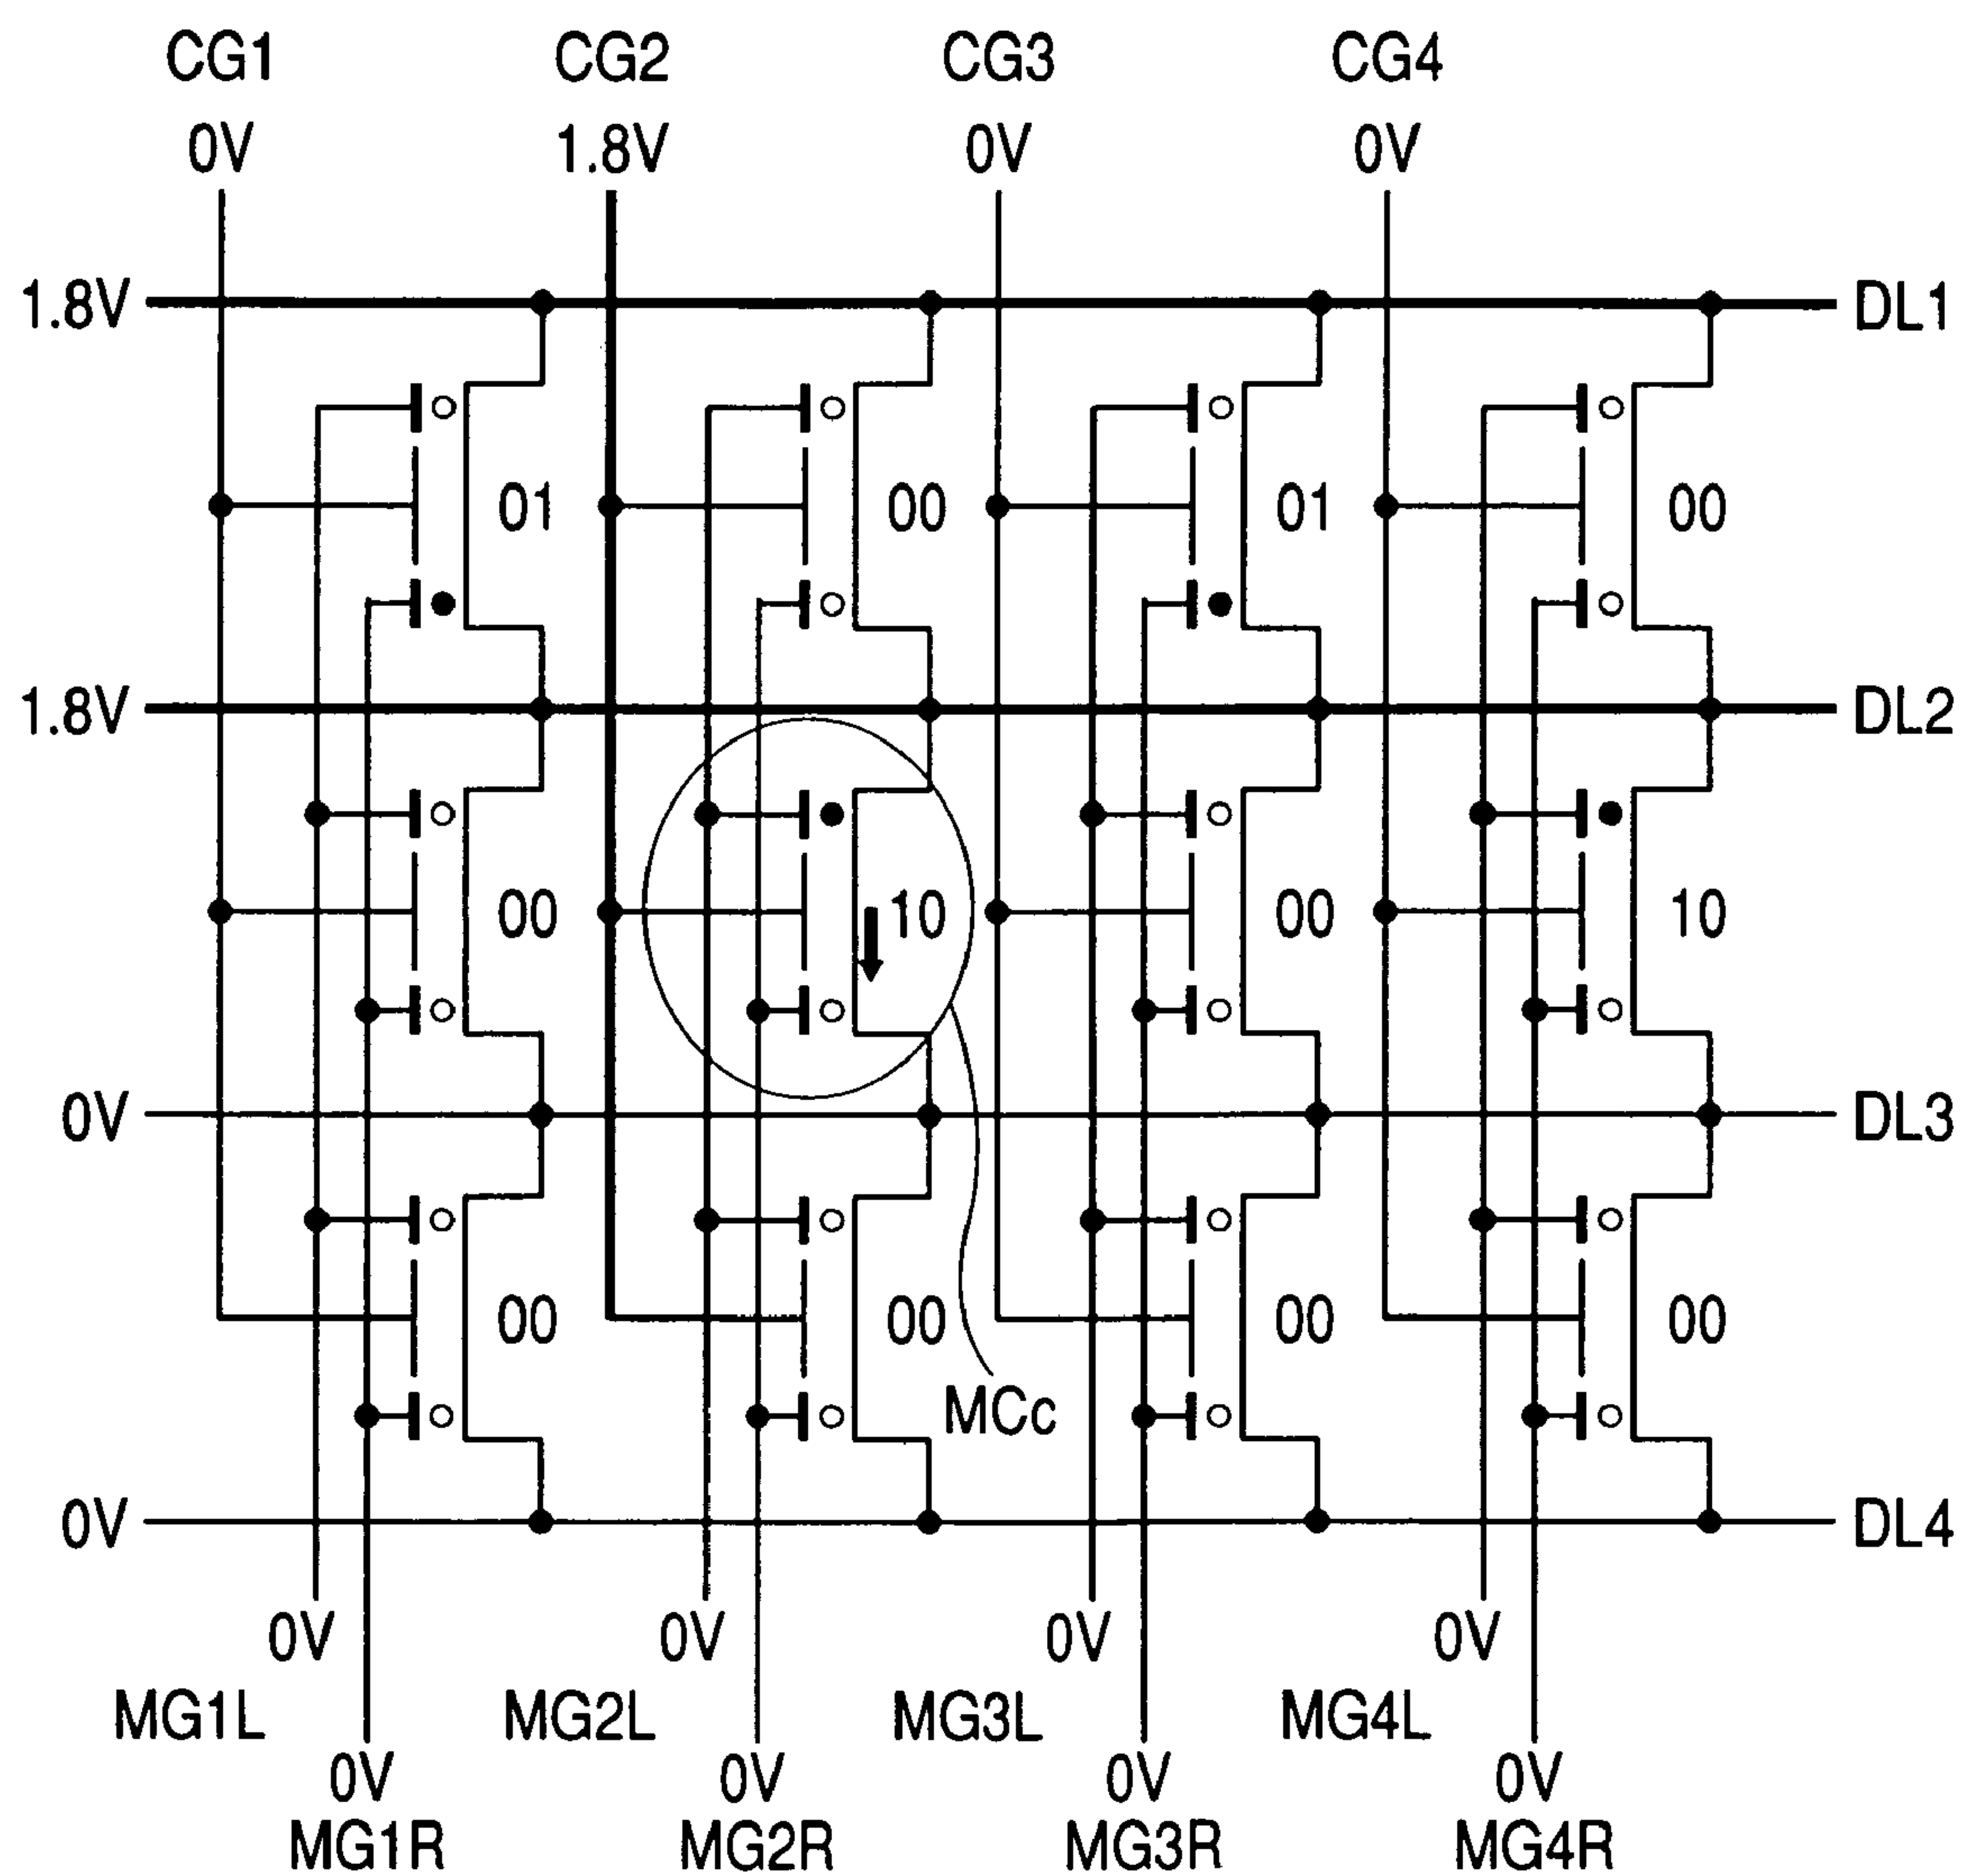 CG1 CG2 CG3 CG4
0V 1.8V 0V 0V
1.8V DL1
01 00 01 00
1.8V DL2
00 10 00 10
0V DL3
00 00 00 00
MCc
0V DL4
0V 0V 0V 0V
MG1L MG2L MG3L MG4L
0V 0V 0V 0V
MG1R MG2R MG3R MG4R